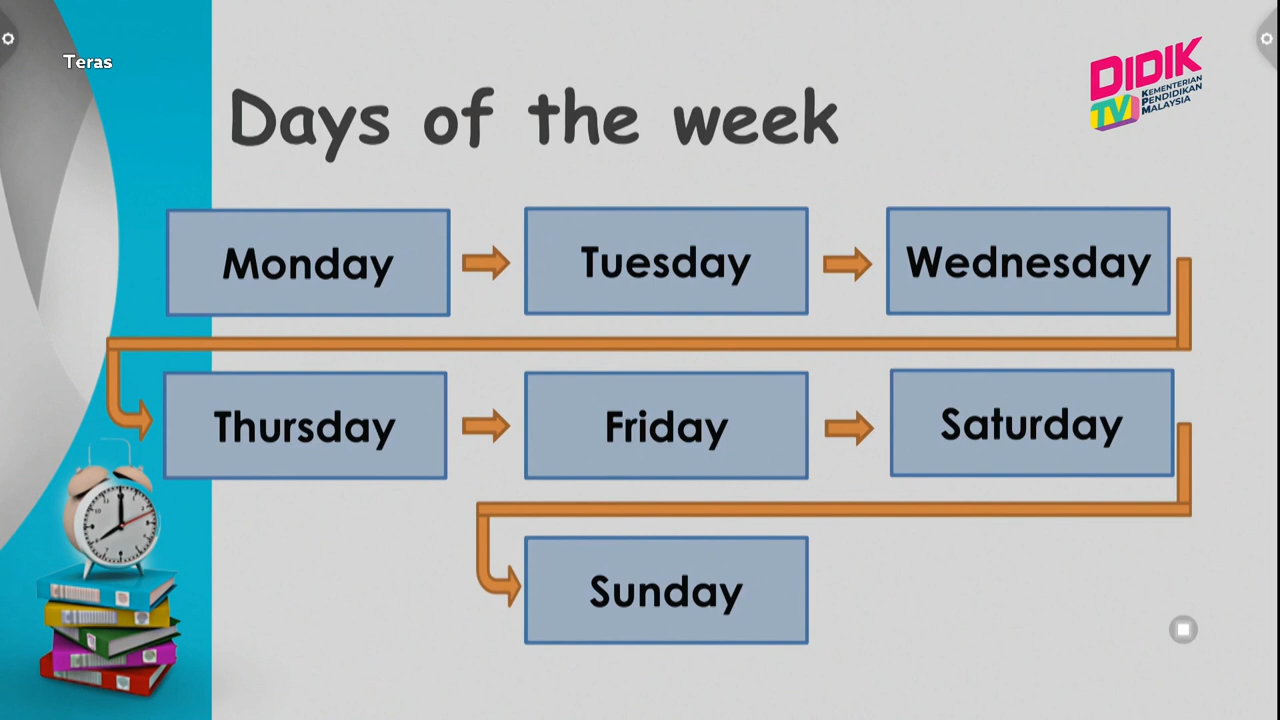 Teras
DIDIK
TV
KEMENTERIAN
PENDIDIKAN
MALAYSIA
Days of the week
Monday
Tuesday
Wednesday
Thursday
Friday
Saturday
Sunday